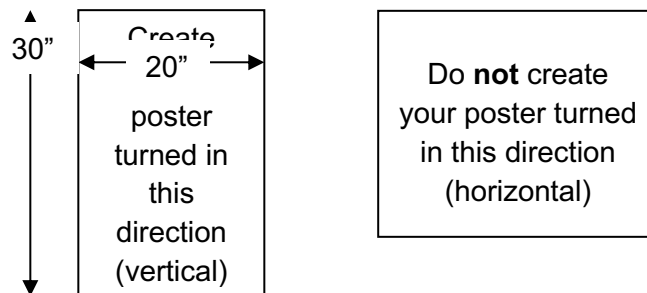 30”
Create
20”
poster
turned in
this
direction
(vertical)
Do not create
your poster turned
in this direction
(horizontal)